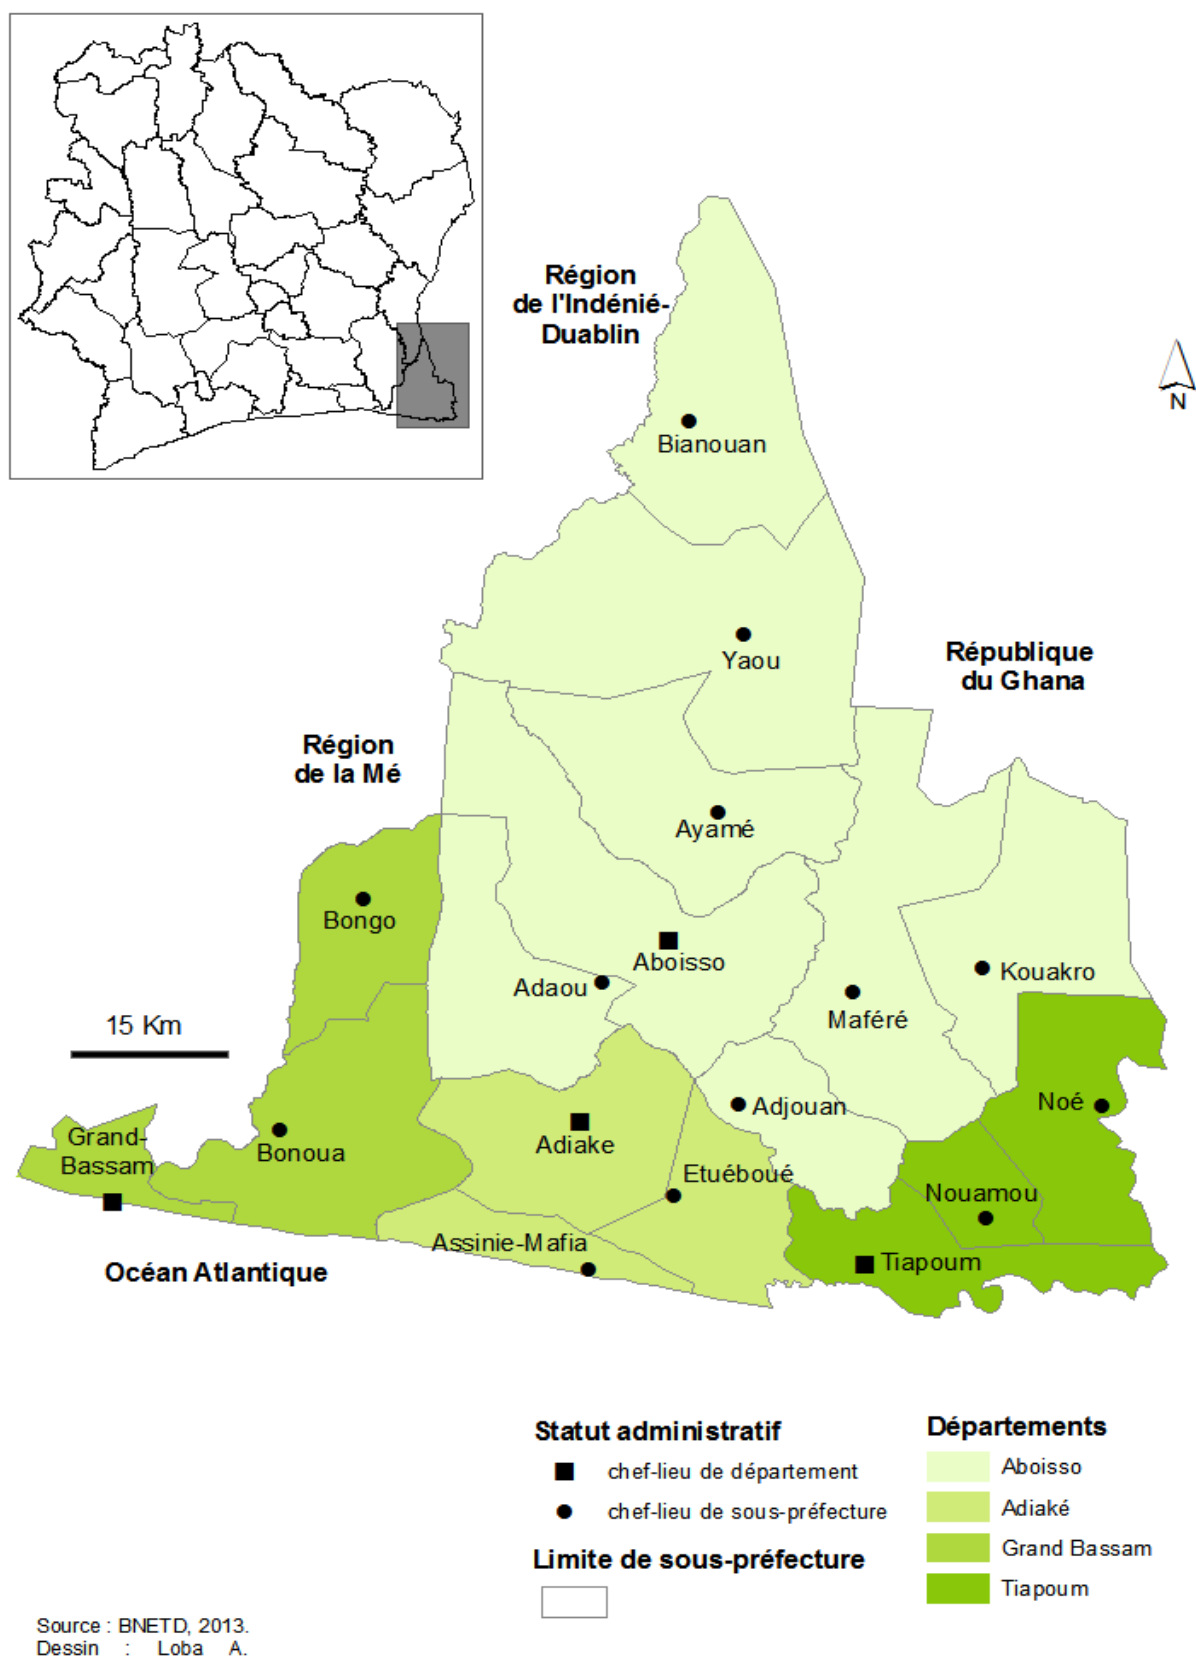 Région
de l'Indénié-
Duablin
N
Bianouan
Yaou
République
du Ghana
Région
de la Mé
Ayamé
Bongo
Aboisso
Kouakro
Adaou
Maféré
15 Km
Adjouan
Noé
Grand-
Bassam
Bonoua
Adiake
Etuéboué
Nouamou
Assinie-Mafia
Tiapoum
Océan Atlantique
Statut administratif
chef-lieu de département
chef-lieu de sous-préfecture
Limite de sous-préfecture
Départements
Aboisso
Adiaké
Grand Bassam
Tiapoum
Source : BNETD, 2013.
Dessin : Loba A.